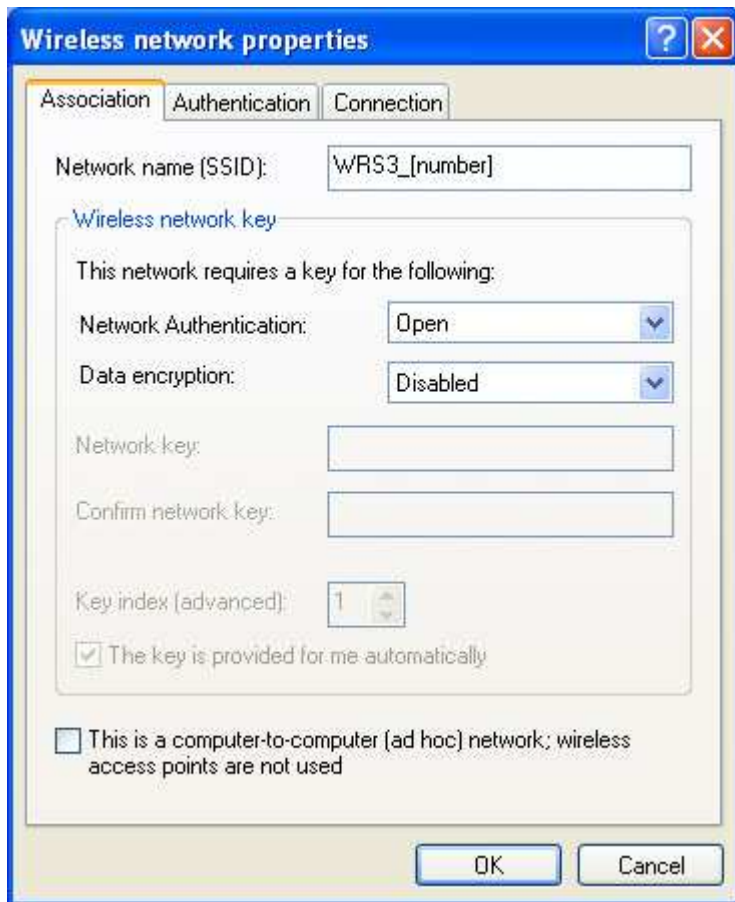 Wireless network properties
Association Authentication Connection
Network name (SSID): WRS3_[number]
Wireless network key
This network requires a key for the following:
Network Authentication: Open
Data encryption: Disabled
Network key:
Confirm network key:
Key index (advanced): 1
The key is provided for me automatically
This is a computer-to-computer (ad hoc) network; wireless
access points are not used
OK Cancel